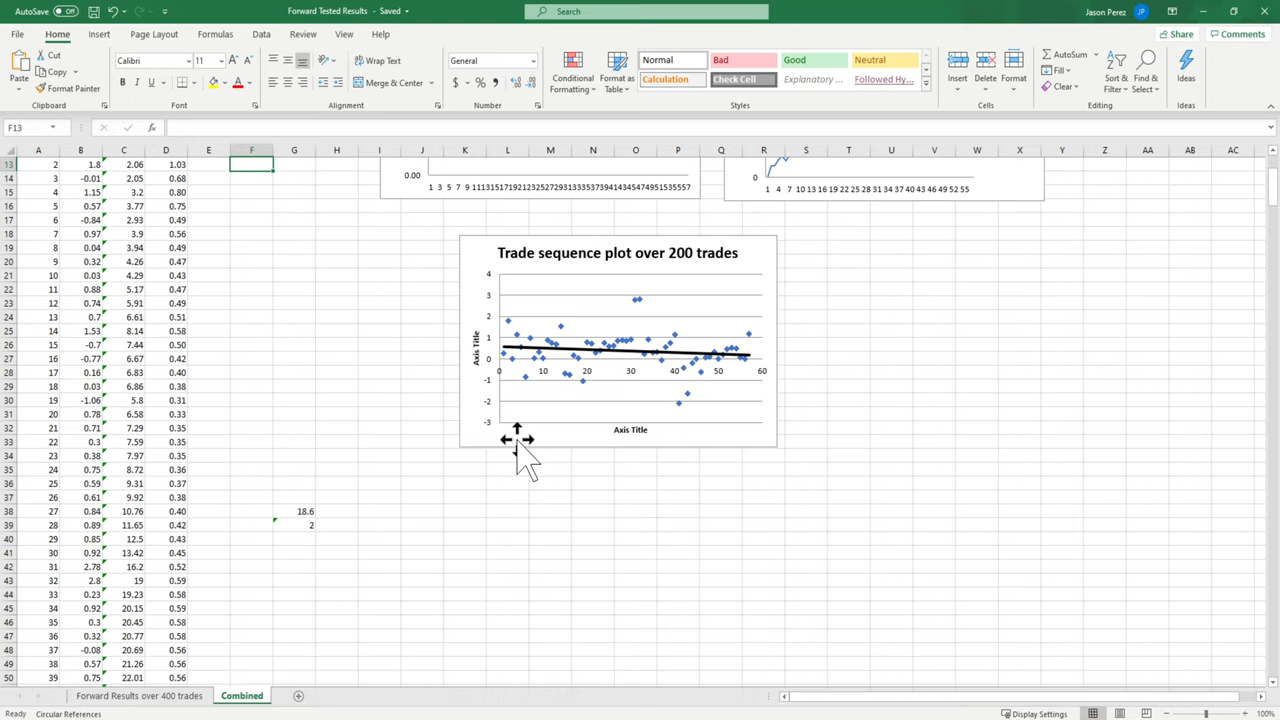 AutoSave Off Forward Tested Results - Saved Search Jason Perez JP
File Home Insert Page Layout Formulas Data Review View Help Share Comments
Paste Cut Copy Format Painter Clipboard
Calibri 11 B I U Font
Wrap Text Merge & Center Alignment
General $ % Number
Conditional Formatting Format as Table
Normal Bad Good Neutral
Calculation Check Cell Explanatory ... Followed Hy...
Styles
Insert Delete Format Cells
AutoSum Fill Clear Sort & Filter Find & Select Editing
Ideas Ideas
F13 fx
A B C D E F G H I J K L M N O P Q R S T U V W X Y Z AA AB AC
13 2 1.8 2.06 1.03
14 3 -0.01 2.05 0.68
15 4 1.15 3.2 0.80
16 5 0.57 3.77 0.75
17 6 -0.84 2.93 0.49
18 7 0.97 3.9 0.56
19 8 0.04 3.94 0.49
20 9 0.32 4.26 0.47
21 10 0.03 4.29 0.43
22 11 0.88 5.17 0.47
23 12 0.74 5.91 0.49
24 13 0.7 6.61 0.51
25 14 1.53 8.14 0.58
26 15 -0.7 7.44 0.50
27 16 -0.77 6.67 0.42
28 17 0.16 6.83 0.40
29 18 0.03 6.86 0.38
30 19 -1.06 5.8 0.31
31 20 0.78 6.58 0.33
32 21 0.71 7.29 0.35
33 22 0.3 7.59 0.35
34 23 0.38 7.97 0.35
35 24 0.75 8.72 0.36
36 25 0.59 9.31 0.37
37 26 0.61 9.92 0.38
38 27 0.84 10.76 0.40 18.6
39 28 0.89 11.65 0.42 2
40 29 0.85 12.5 0.43
41 30 0.92 13.42 0.45
42 31 2.78 16.2 0.52
43 32 2.8 19 0.59
44 33 0.23 19.23 0.58
45 34 0.92 20.15 0.59
46 35 0.3 20.45 0.58
47 36 0.32 20.77 0.58
48 37 -0.08 20.69 0.56
49 38 0.57 21.26 0.56
50 39 0.75 22.01 0.56
0.00
1 3 5 7 9 11131517192123252729313335373941434547495153557
0
1 4 7 10 13 16 19 22 25 28 31 34 37 40 43 46 49 52 55
Trade sequence plot over 200 trades
4
3
2
1
0
0 10 20 30 40 50 60
-1
-2
-3
Axis Title
Axis Title
Forward Results over 400 trades Combined
Ready Circular References Display Settings 100%